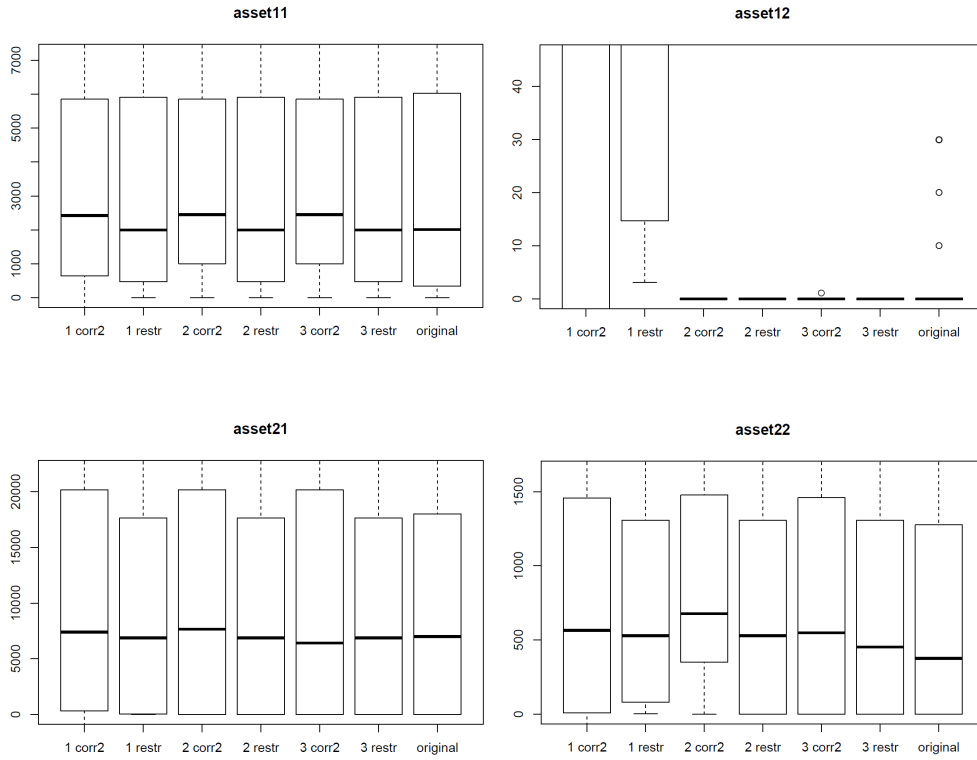 asset11
7000
5000
3000
1000
0
1 corr2 1 restr 2 corr2 2 restr 3 corr2 3 restr original
asset12
40
30
20
10
0
1 corr2 1 restr 2 corr2 2 restr 3 corr2 3 restr original
asset21
20000
15000
10000
5000
0
1 corr2 1 restr 2 corr2 2 restr 3 corr2 3 restr original
asset22
1500
1000
500
0
1 corr2 1 restr 2 corr2 2 restr 3 corr2 3 restr original